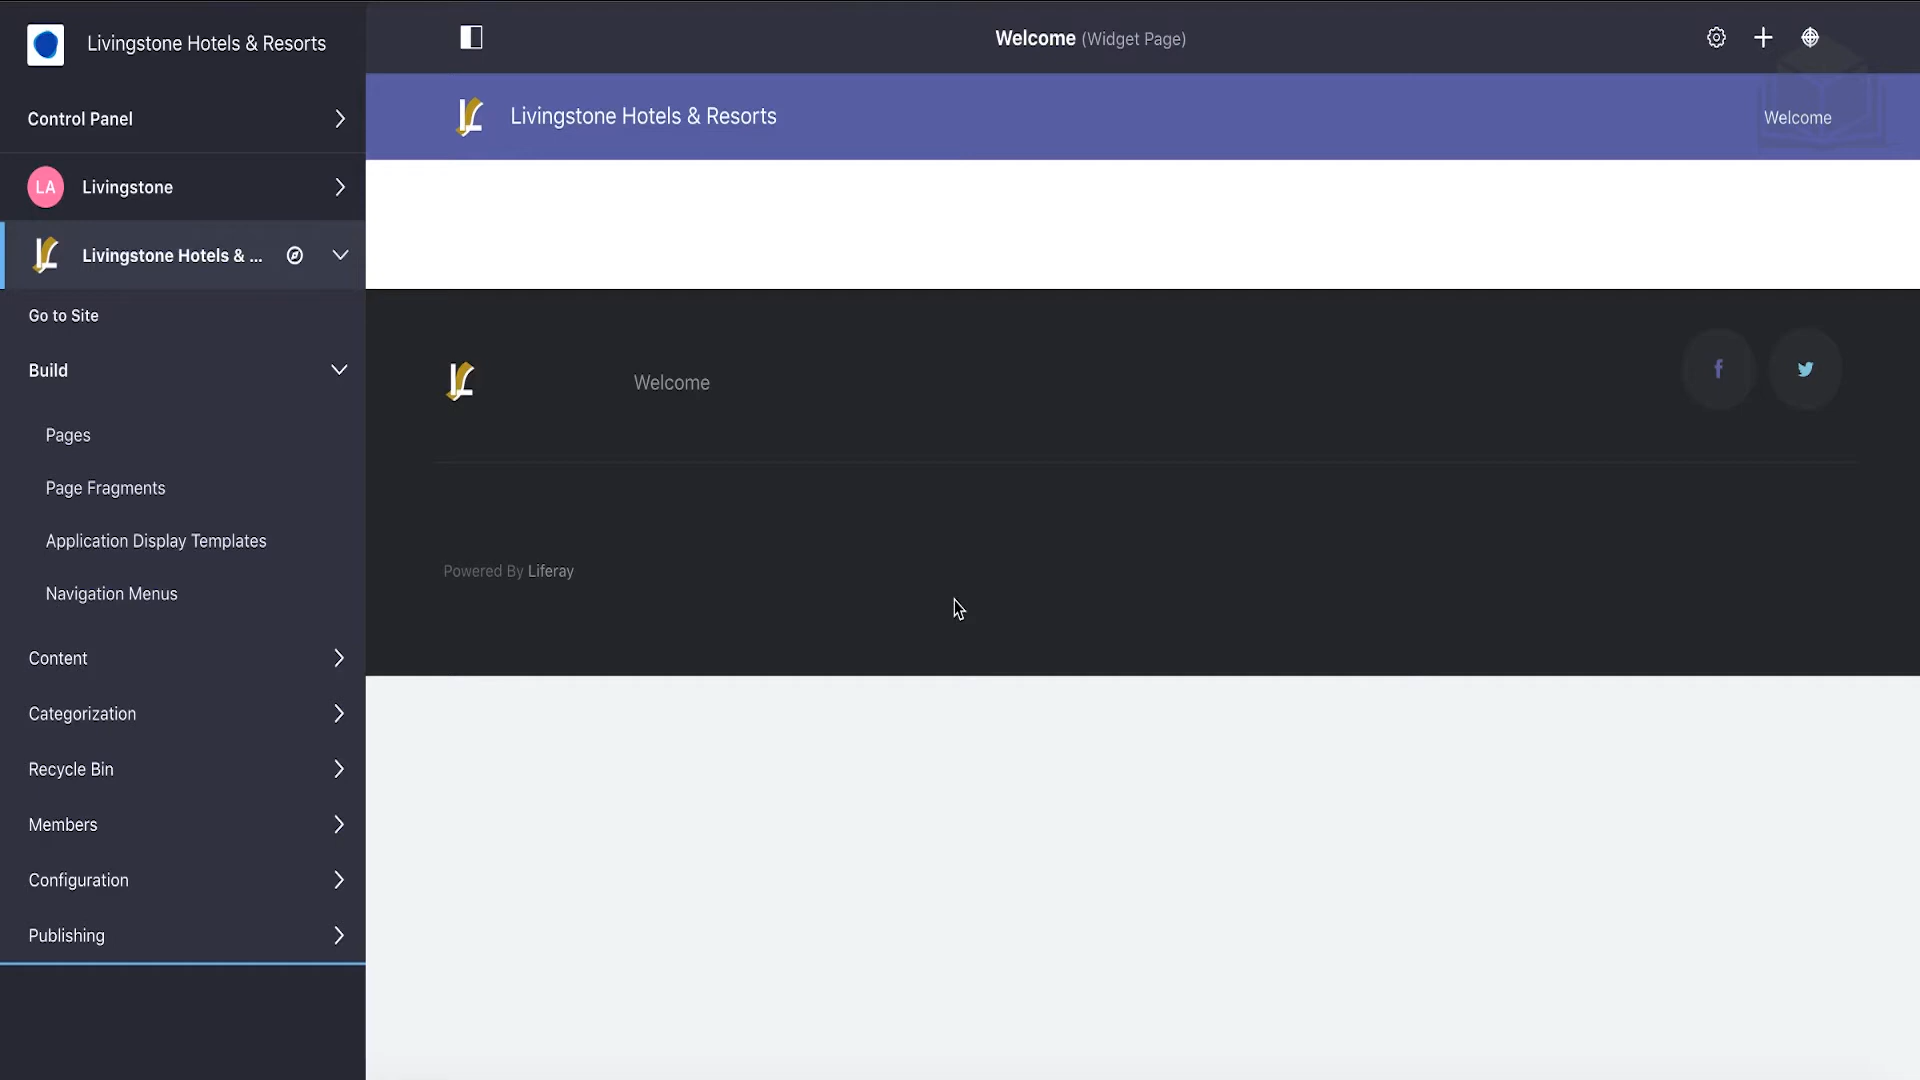 Livingstone Hotels & Resorts
Control Panel
LA Livingstone
Livingstone Hotels & ...
Go to Site
Build
Pages
Page Fragments
Application Display Templates
Navigation Menus
Content
Categorization
Recycle Bin
Members
Configuration
Publishing
Welcome (Widget Page)
Livingstone Hotels & Resorts
Welcome
Welcome
Powered By Liferay